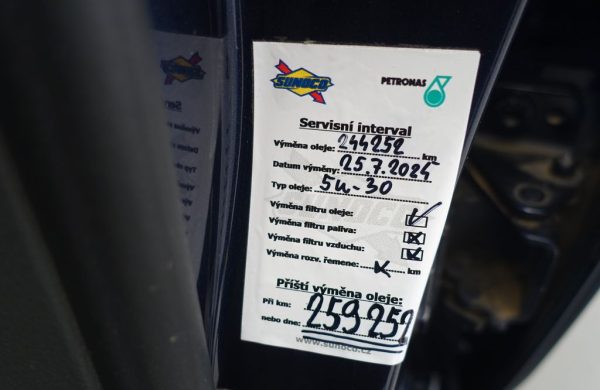 SUNOCO PETRONAS
Servisní interval
Výměna oleje: 244252 km
Datum výměny: 25.7.2024
Typ oleje: 5W-30
Výměna filtru oleje:
Výměna filtru paliva:
Výměna filtru vzduchu:
Výměna rozv. řemene: x km
Příští výměna oleje:
Při km: 259252
nebo dne:
www.sunoco.cz